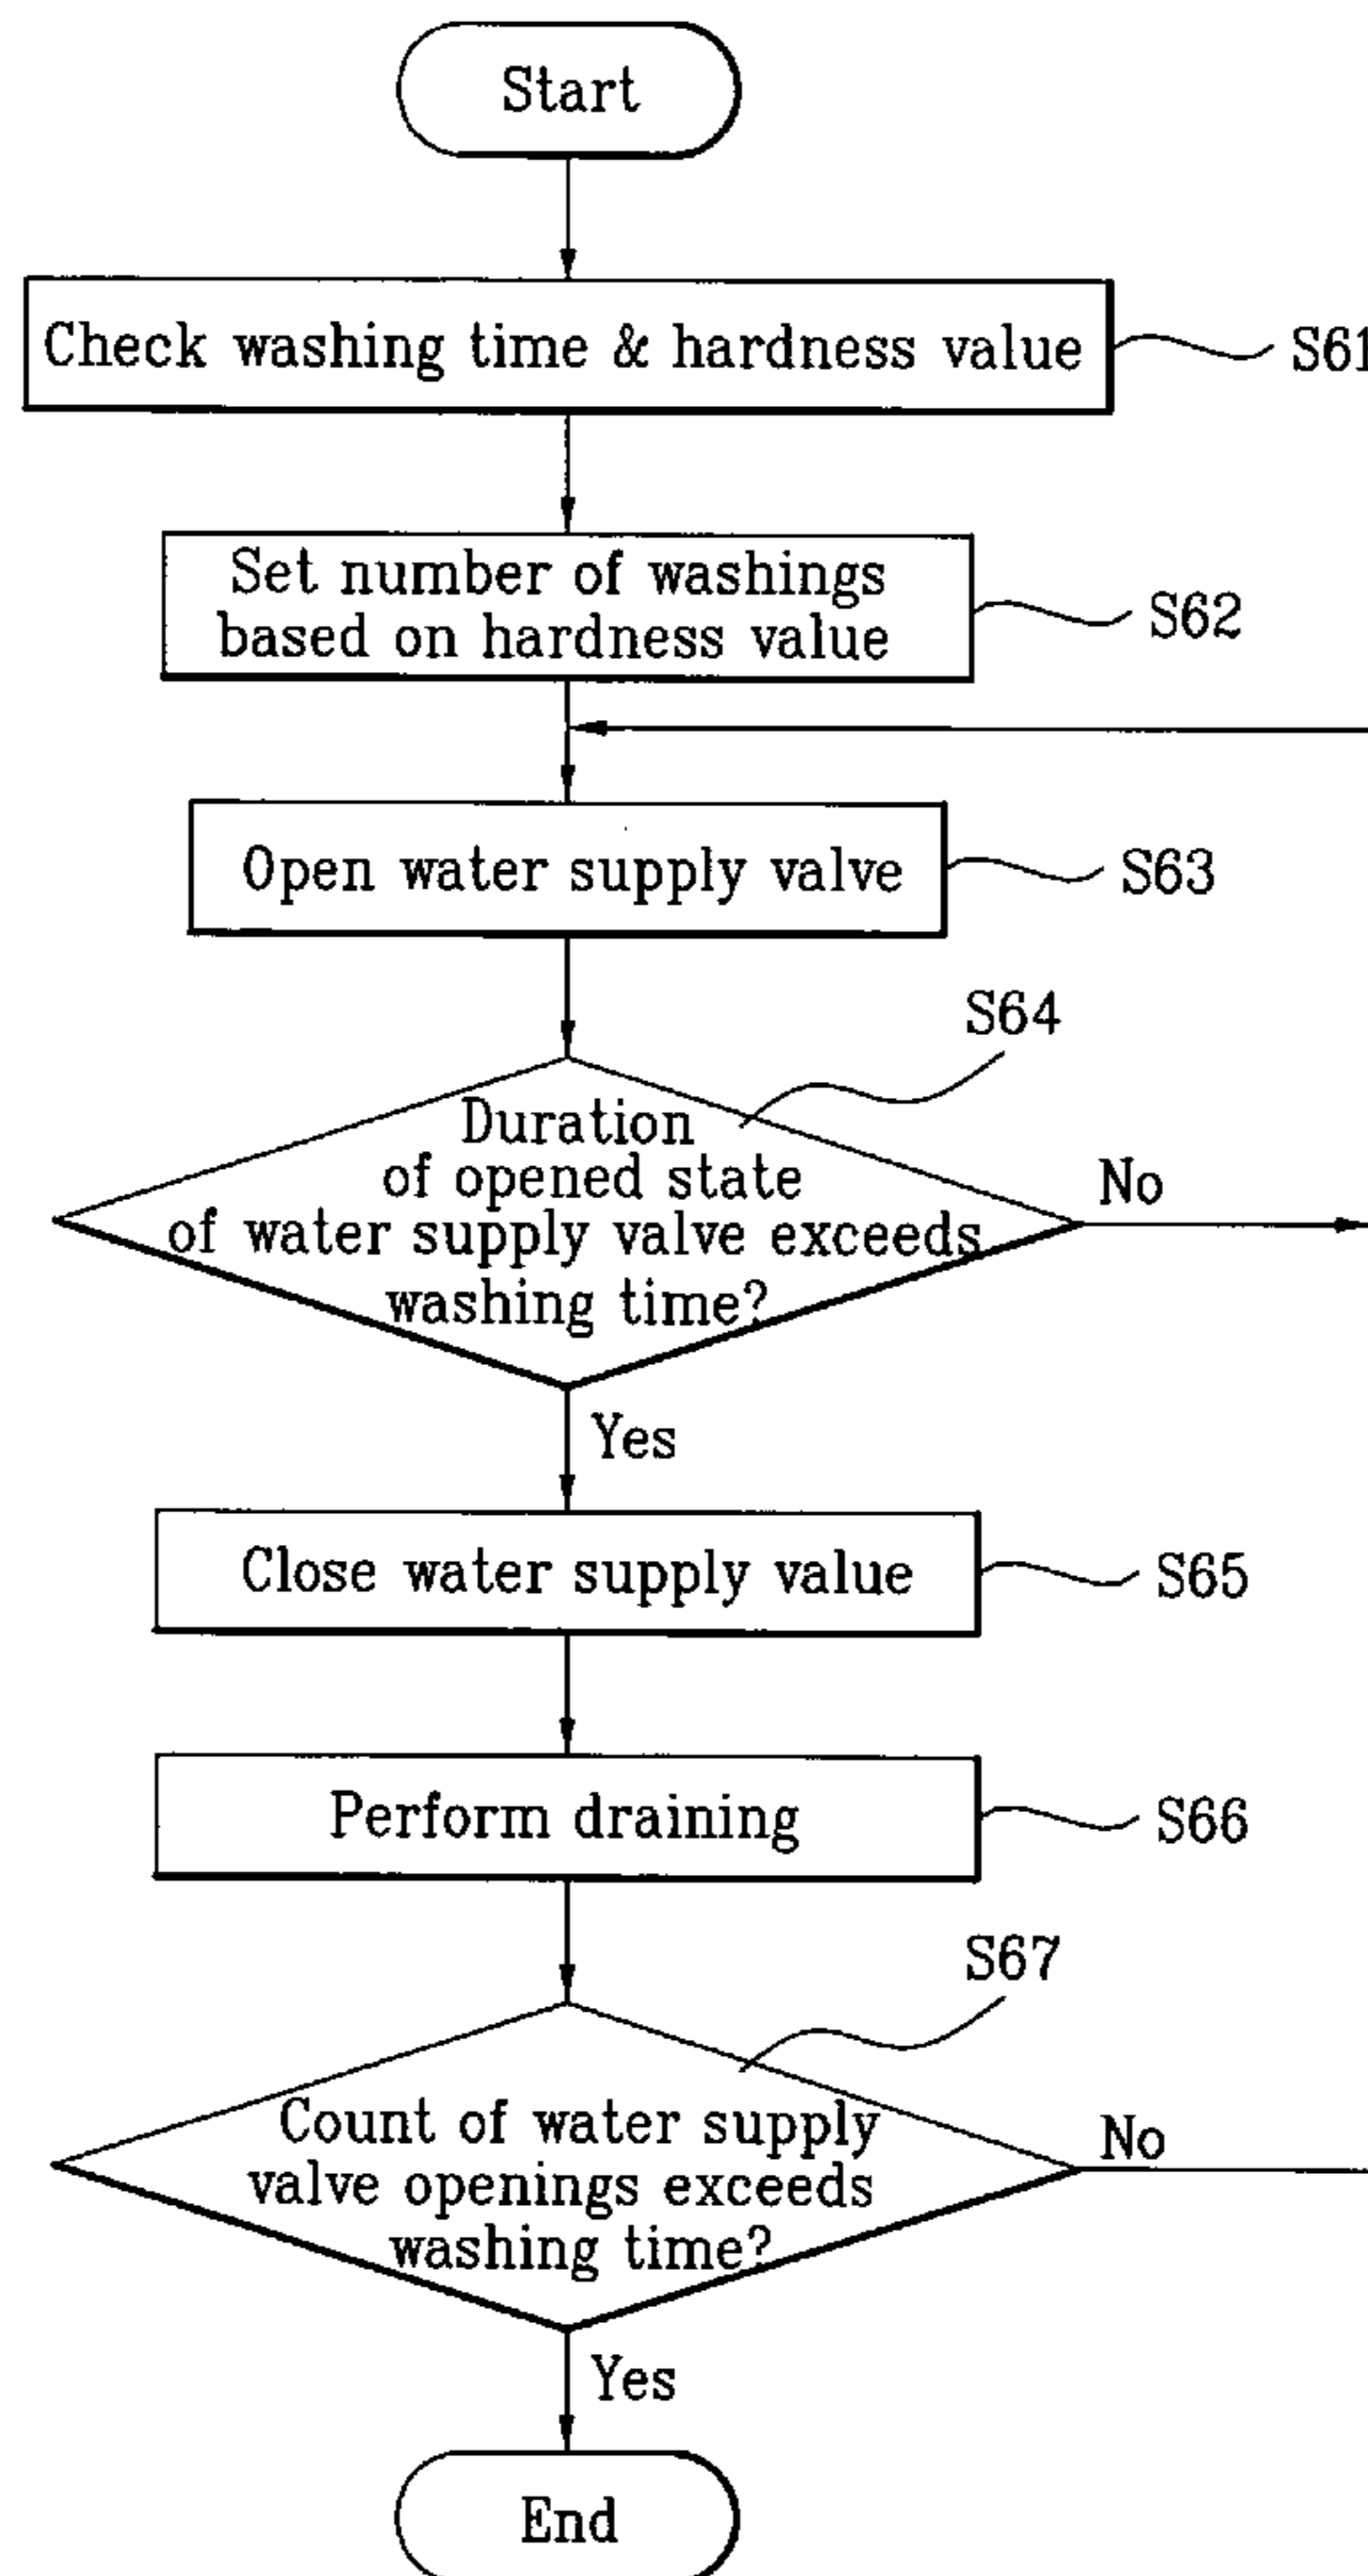 Start
Check washing time & hardness value
S61
Set number of washings
based on hardness value
S62
Open water supply valve
S63
S64
Duration
of opened state
of water supply valve exceeds
washing time?
No
Yes
Close water supply value
S65
Perform draining
S66
S67
Count of water supply
valve openings exceeds
washing time?
No
Yes
End